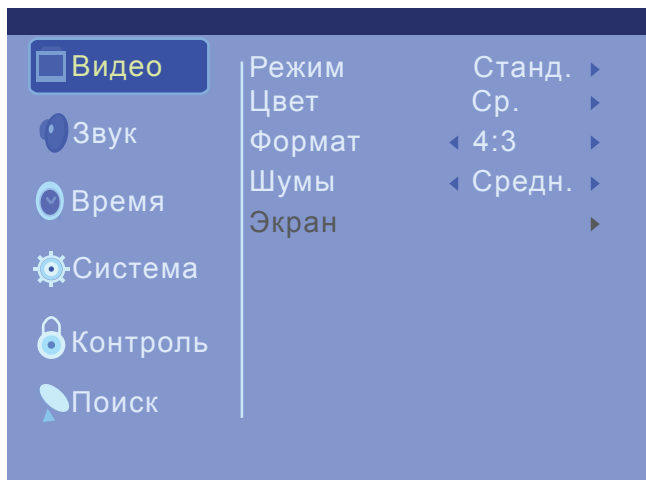 Видео
Звук
Время
Система
Контроль
Поиск
Режим Станд.
Цвет Ср.
Формат 4:3
Шумы Средн.
Экран